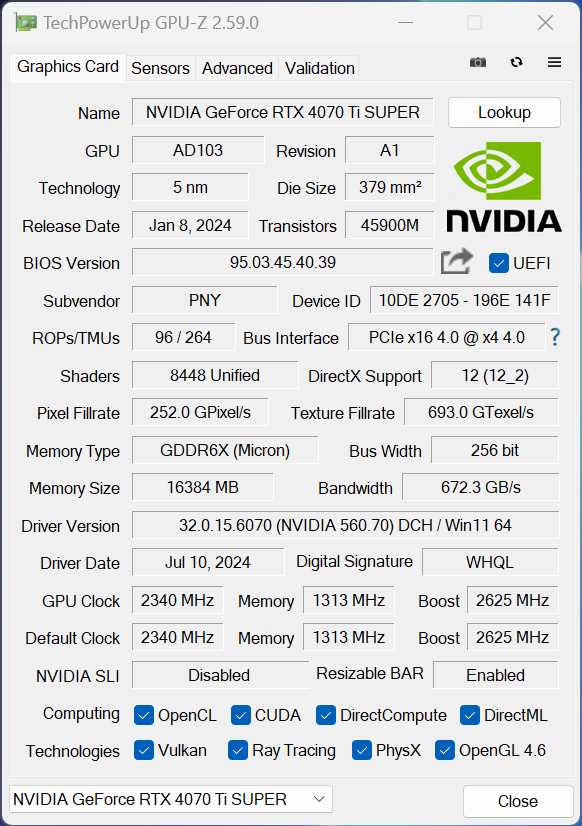 TechPowerUp GPU-Z 2.59.0
Graphics Card Sensors Advanced Validation
Name NVIDIA GeForce RTX 4070 Ti SUPER Lookup
GPU AD103 Revision A1
Technology 5 nm Die Size 379 mm²
Release Date Jan 8, 2024 Transistors 45900M
NVIDIA
BIOS Version 95.03.45.40.39 UEFI
Subvendor PNY Device ID 10DE 2705 - 196E 141F
ROPs/TMUs 96 / 264 Bus Interface PCIe x16 4.0 @ x4 4.0 ?
Shaders 8448 Unified DirectX Support 12 (12_2)
Pixel Fillrate 252.0 GPixel/s Texture Fillrate 693.0 GTexel/s
Memory Type GDDR6X (Micron) Bus Width 256 bit
Memory Size 16384 MB Bandwidth 672.3 GB/s
Driver Version 32.0.15.6070 (NVIDIA 560.70) DCH / Win11 64
Driver Date Jul 10, 2024 Digital Signature WHQL
GPU Clock 2340 MHz Memory 1313 MHz Boost 2625 MHz
Default Clock 2340 MHz Memory 1313 MHz Boost 2625 MHz
NVIDIA SLI Disabled Resizable BAR Enabled
Computing OpenCL CUDA DirectCompute DirectML
Technologies Vulkan Ray Tracing PhysX OpenGL 4.6
NVIDIA GeForce RTX 4070 Ti SUPER Close